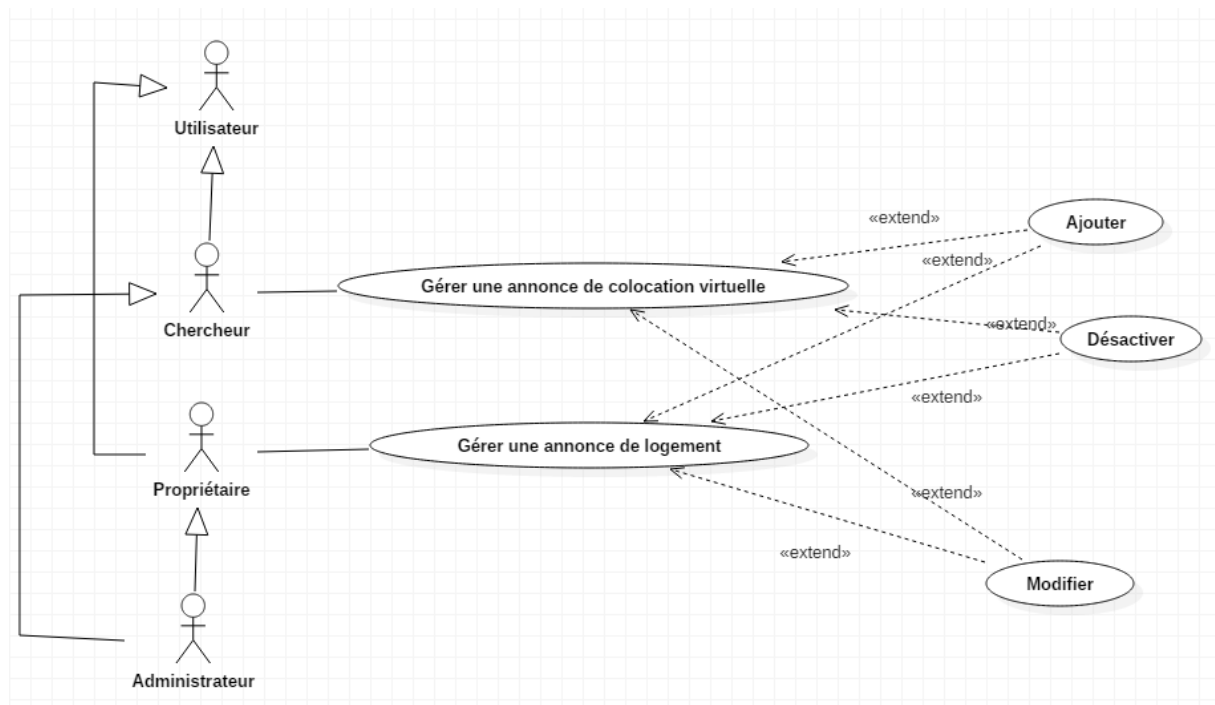 Utilisateur
«extend»
Ajouter
«extend»
Gérer une annonce de colocation virtuelle
Chercheur
«extend»
Désactiver
«extend»
Gérer une annonce de logement
Propriétaire
«extend»
«extend»
Modifier
Administrateur